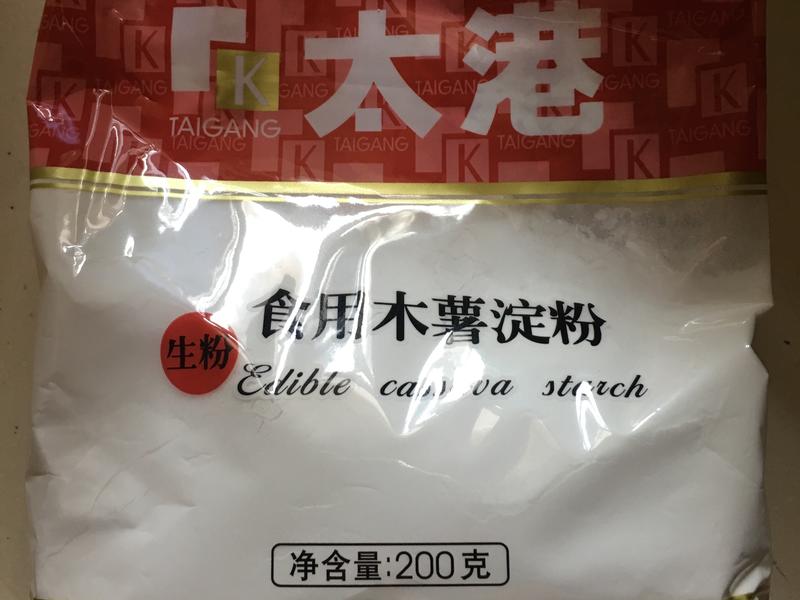 K 太港
TAIGANG
食用木薯淀粉
生粉
Edible cassava starch
净含量:200克